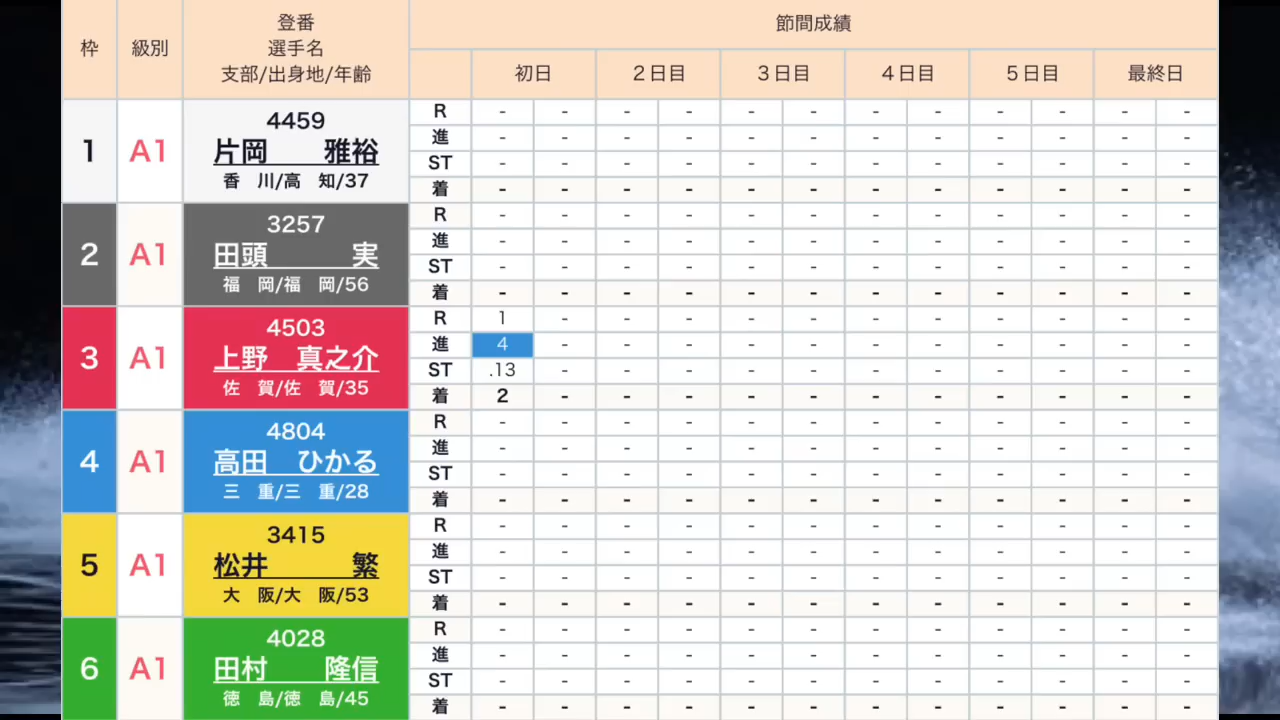 枠 級別 登番 節間成績
選手名
支部/出身地/年齢
初日 2日目 3日目 4日目 5日目 最終日
1 A1 4459
片岡 雅裕
香 川/高 知/37
R - - - - - - - - - - - -
進 - - - - - - - - - - - -
ST - - - - - - - - - - - -
着 - - - - - - - - - - - -
2 A1 3257
田頭 実
福 岡/福 岡/56
R - - - - - - - - - - - -
進 - - - - - - - - - - - -
ST - - - - - - - - - - - -
着 - - - - - - - - - - - -
3 A1 4503
上野 真之介
佐 賀/佐 賀/35
R 1 - - - - - - - - - - -
進 4 - - - - - - - - - - -
ST .13 - - - - - - - - - - -
着 2 - - - - - - - - - - -
4 A1 4804
高田 ひかる
三 重/三 重/28
R - - - - - - - - - - - -
進 - - - - - - - - - - - -
ST - - - - - - - - - - - -
着 - - - - - - - - - - - -
5 A1 3415
松井 繁
大 阪/大 阪/53
R - - - - - - - - - - - -
進 - - - - - - - - - - - -
ST - - - - - - - - - - - -
着 - - - - - - - - - - - -
6 A1 4028
田村 隆信
徳 島/徳 島/45
R - - - - - - - - - - - -
進 - - - - - - - - - - - -
ST - - - - - - - - - - - -
着 - - - - - - - - - - - -